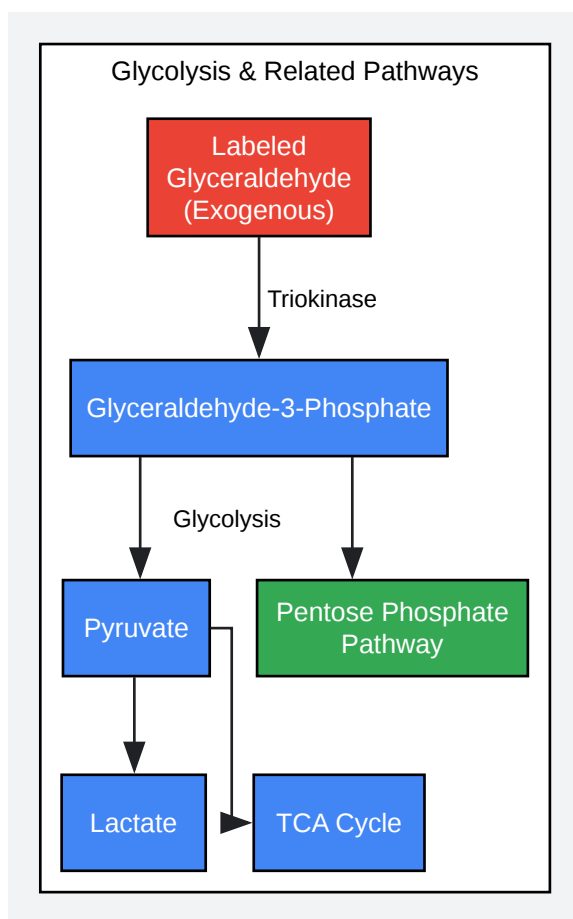 Glycolysis & Related Pathways
Labeled
Glyceraldehyde
(Exogenous)
Triokinase
Glyceraldehyde-3-Phosphate
Glycolysis
Pyruvate
Pentose Phosphate
Pathway
Lactate
TCA Cycle